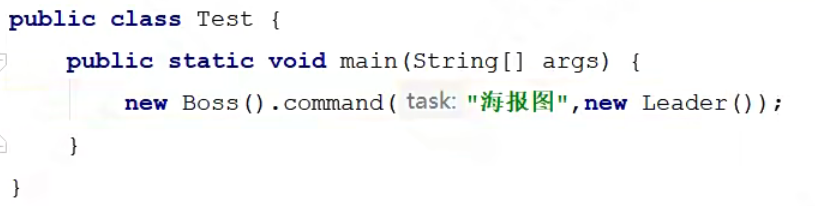 public class Test {
public static void main(String[] args) {
new Boss().command( task: "海报图",new Leader());
}
}